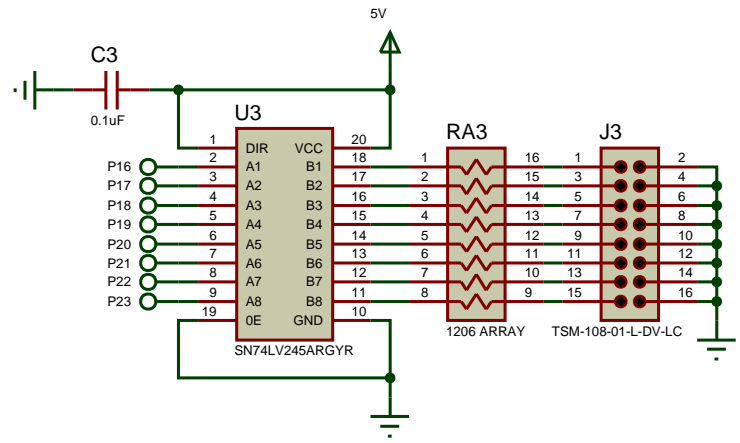 5V
C3
0.1uF
U3
RA3
J3
1 DIR VCC 20
P16 2 A1 B1 18 1 16 1 2
P17 3 A2 B2 17 2 15 3 4
P18 4 A3 B3 16 3 14 5 6
P19 5 A4 B4 15 4 13 7 8
P20 6 A5 B5 14 5 12 9 10
P21 7 A6 B6 13 6 11 11 12
P22 8 A7 B7 12 7 10 13 14
P23 9 A8 B8 11 8 9 15 16
19 0E GND 10
SN74LV245ARGYR
1206 ARRAY
TSM-108-01-L-DV-LC